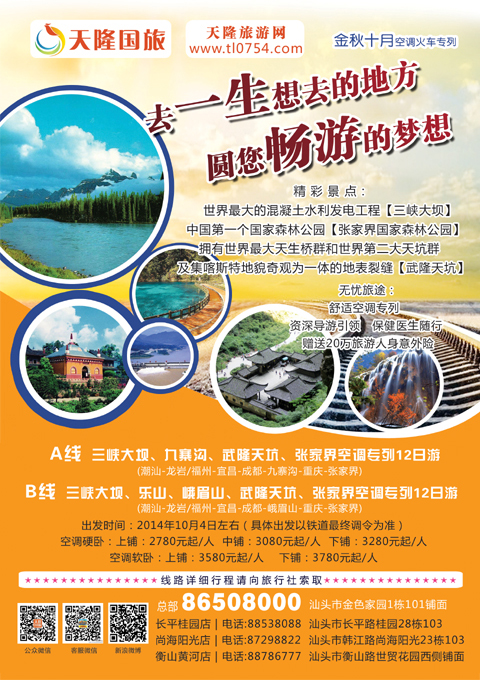 天隆国旅
天隆旅游网
www.tl0754.com
金秋十月空调火车专列
去一生想去的地方
圆您畅游的梦想
精彩景点：
世界最大的混凝土水利发电工程【三峡大坝】
中国第一个国家森林公园【张家界国家森林公园】
拥有世界最大天生桥群和世界第二大天坑群
及集喀斯特地貌奇观为一体的地表裂缝【武隆天坑】
无忧旅途：
舒适空调专列
资深导游引领　保健医生随行
赠送20万旅游人身意外险
A线 三峡大坝、九寨沟、武隆天坑、张家界空调专列12日游
(潮汕-龙岩/福州-宜昌-成都-九寨沟-重庆-张家界)
B线 三峡大坝、乐山、峨眉山、武隆天坑、张家界空调专列12日游
(潮汕-龙岩/福州-宜昌-成都-峨眉山-重庆-张家界)
出发时间：2014年10月4日左右（具体出发以铁道最终调令为准）
空调硬卧：上铺：2780元起/人 中铺：3080元起/人 下铺：3280元起/人
空调软卧：上铺：3580元起/人 下铺：3780元起/人
线路详细行程请向旅行社索取
总部 86508000 汕头市金色家园1栋101铺面
长平桂园店 | 电话:88538088 汕头市长平路桂园28栋103
尚海阳光店 | 电话:87298822 汕头市韩江路尚海阳光23栋103
衡山黄河店 | 电话:88786777 汕头市衡山路世贸花园西侧铺面
公众微信 客服微信 新浪微博